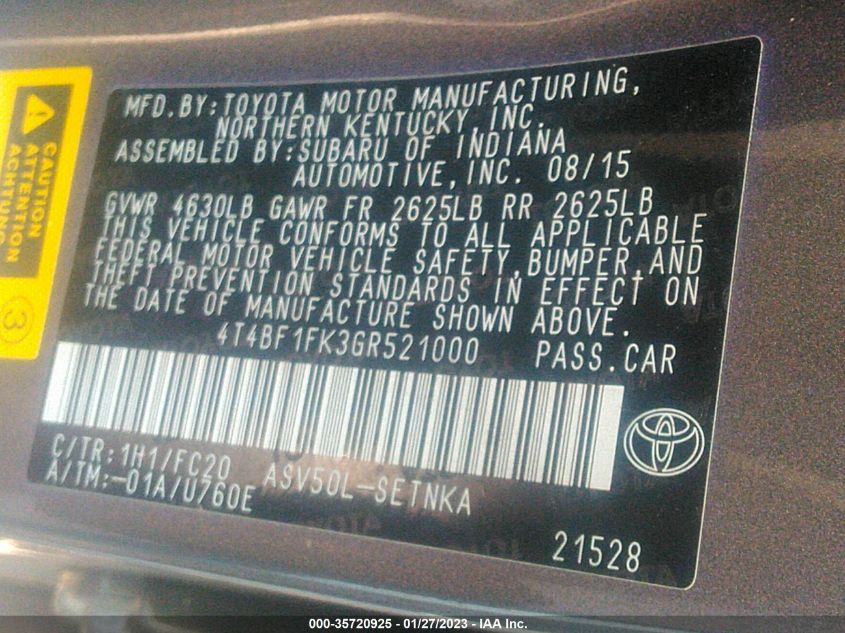 MFD.BY:TOYOTA MOTOR MANUFACTURING,
NORTHERN KENTUCKY, INC.
ASSEMBLED BY:SUBARU OF INDIANA
AUTOMOTIVE, INC. 08/15
GVWR 4630LB GAWR FR 2625LB RR 2625LB
THIS VEHICLE CONFORMS TO ALL APPLICABLE
FEDERAL MOTOR VEHICLE SAFETY, BUMPER, AND
THEFT PREVENTION STANDARDS IN EFFECT ON
THE DATE OF MANUFACTURE SHOWN ABOVE.
4T4BF1FK3GR521000 PASS.CAR
C/TR:1H1/FC20 ASV50L-SETNKA
A/TM:-01A/U760E
21528
CAUTION
ATTENTION
ACHTUNG
3
000-35720925 - 01/27/2023 - IAA Inc.